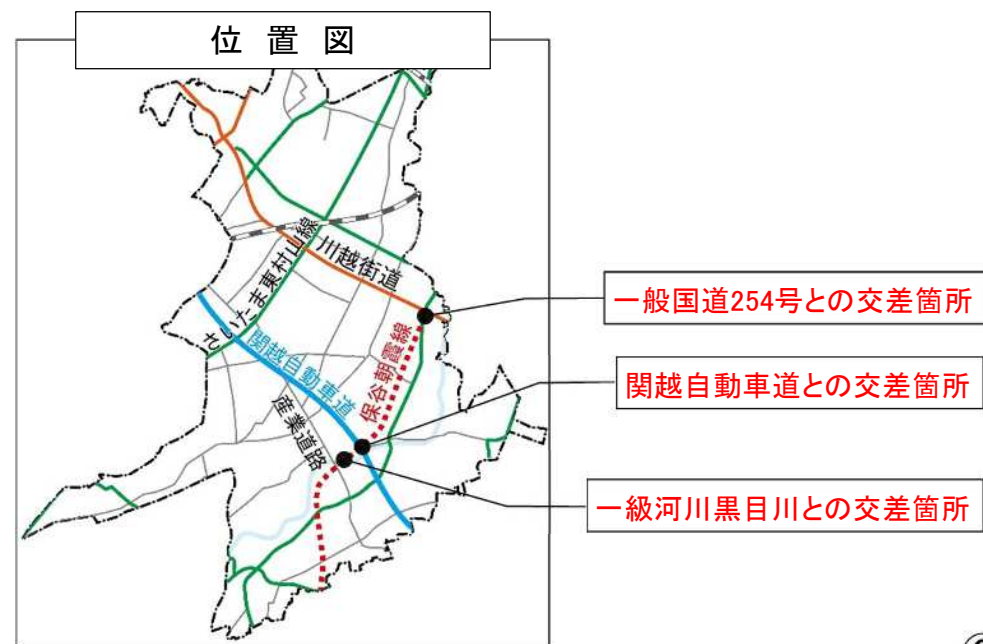 位置図
川越街道
さいたま東村山線
関越自動車道
保谷朝霞線
産業道路
一般国道254号との交差箇所
関越自動車道との交差箇所
一級河川黒目川との交差箇所